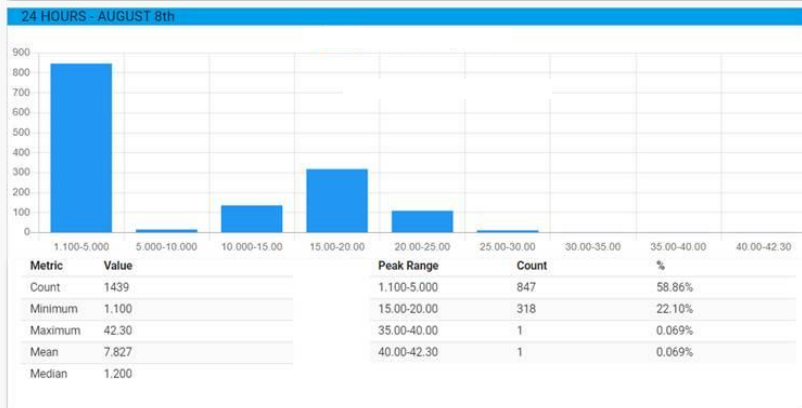 24 HOURS - AUGUST 8th
900
800
700
600
500
400
300
200
100
0
1.100-5.000 5.000-10.000 10.000-15.00 15.00-20.00 20.00-25.00 25.00-30.00 30.00-35.00 35.00-40.00 40.00-42.30
Metric Value Peak Range Count %
Count 1439 1.100-5.000 847 58.86%
Minimum 1.100 15.00-20.00 318 22.10%
Maximum 42.30 35.00-40.00 1 0.069%
Mean 7.827 40.00-42.30 1 0.069%
Median 1.200